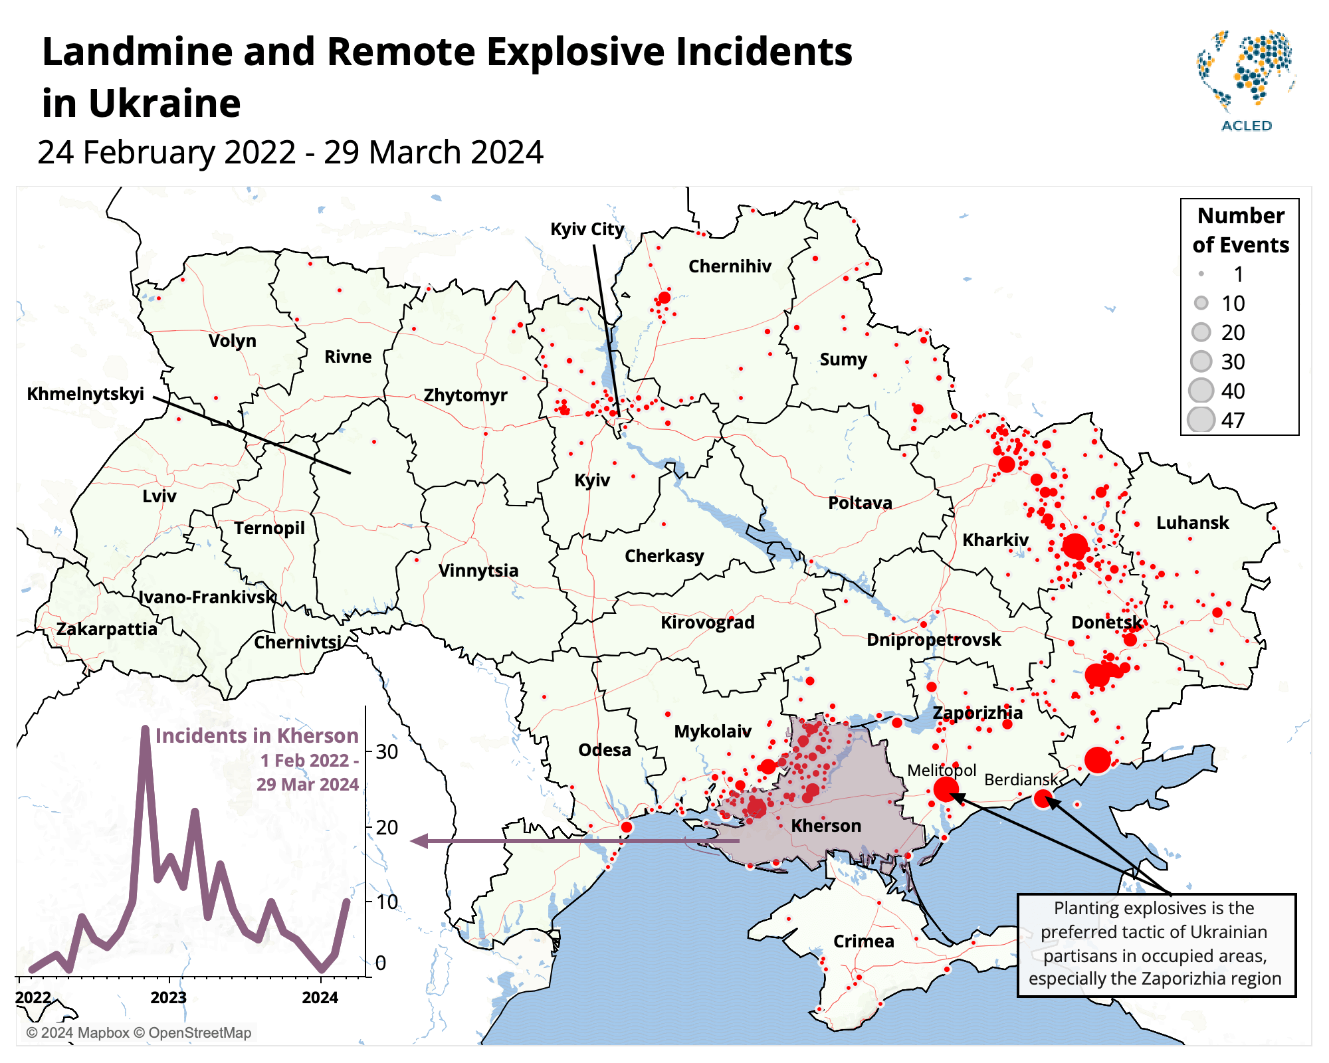 Landmine and Remote Explosive Incidents
in Ukraine
24 February 2022 - 29 March 2024
ACLED
Number
of Events
1
10
20
30
40
47
Kyiv City
Chernihiv
Volyn
Rivne
Sumy
Khmelnytskyi
Zhytomyr
Lviv
Kyiv
Poltava
Ternopil
Luhansk
Kharkiv
Cherkasy
Vinnytsia
Ivano-Frankivsk
Zakarpattia
Kirovograd
Donetsk
Chernivtsi
Dnipropetrovsk
Zaporizhia
Mykolaiv
Odesa
Melitopol
Berdiansk
Kherson
Crimea
Incidents in Kherson
1 Feb 2022 -
29 Mar 2024
30
20
10
0
2022
2023
2024
Planting explosives is the
preferred tactic of Ukrainian
partisans in occupied areas,
especially the Zaporizhia region
© 2024 Mapbox © OpenStreetMap